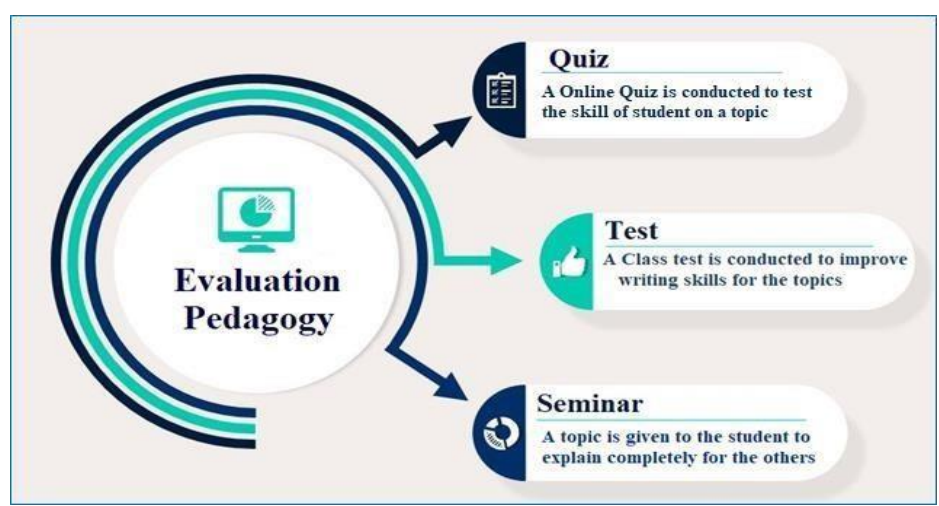 Evaluation
Pedagogy
Quiz
A Online Quiz is conducted to test
the skill of student on a topic
Test
A Class test is conducted to improve
writing skills for the topics
Seminar
A topic is given to the student to
explain completely for the others